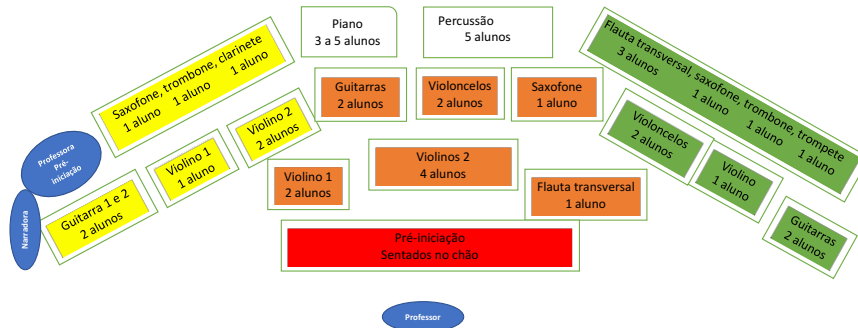 Piano
3 a 5 alunos
Percussão
5 alunos
Saxofone, trombone, clarinete
1 aluno 1 aluno 1 aluno
Flauta transversal, saxofone, trombone, trompete
3 alunos 1 aluno 1 aluno 1 aluno
Guitarras
2 alunos
Violoncelos
2 alunos
Saxofone
1 aluno
Violino 2
2 alunos
Violoncelos
2 alunos
Professora
Pré-
iniciação
Violino 1
1 aluno
Violino 1
2 alunos
Violinos 2
4 alunos
Violino
1 aluno
Flauta transversal
1 aluno
Narradora
Guitarra 1 e 2
2 alunos
Guitarras
2 alunos
Pré-iniciação
Sentados no chão
Professor